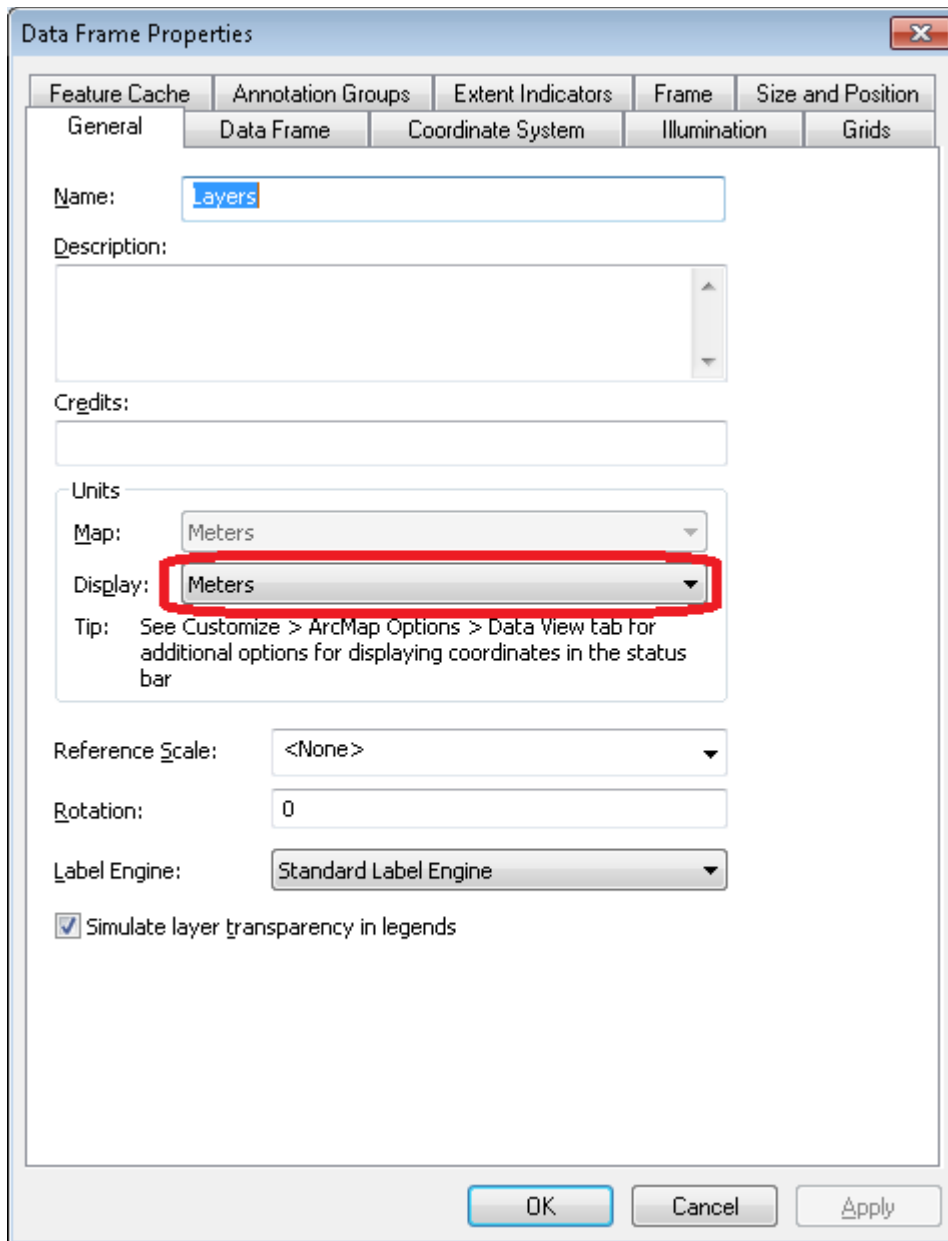 Data Frame Properties
Feature Cache Annotation Groups Extent Indicators Frame Size and Position
General Data Frame Coordinate System Illumination Grids
Name: Layers
Description:
Credits:
Units
Map: Meters
Display: Meters
Tip: See Customize > ArcMap Options > Data View tab for
additional options for displaying coordinates in the status
bar
Reference Scale: <None>
Rotation: 0
Label Engine: Standard Label Engine
Simulate layer transparency in legends
OK Cancel Apply